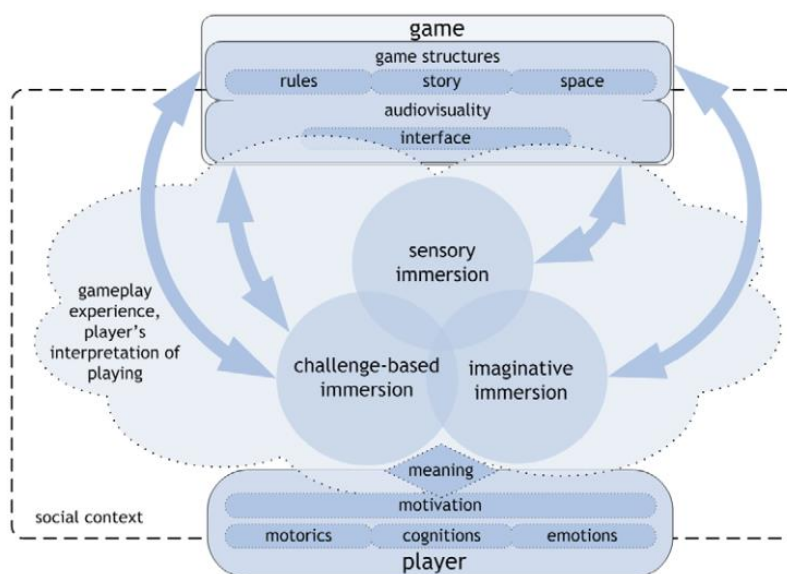 game
game structures
rules story space
audiovisuality
interface
sensory
immersion
gameplay
experience,
player's
interpretation of
playing
challenge-based
immersion
imaginative
immersion
meaning
motivation
social context
motorics cognitions emotions
player